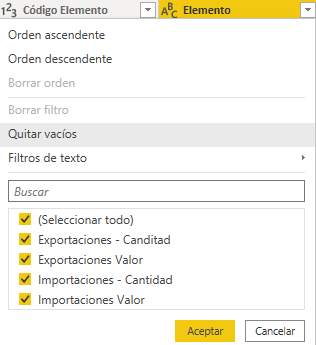 123 Código Elemento ABC Elemento
Orden ascendente
Orden descendente
Borrar orden
Borrar filtro
Quitar vacíos
Filtros de texto
Buscar
(Seleccionar todo)
Exportaciones - Canditad
Exportaciones Valor
Importaciones - Cantidad
Importaciones Valor
Aceptar Cancelar